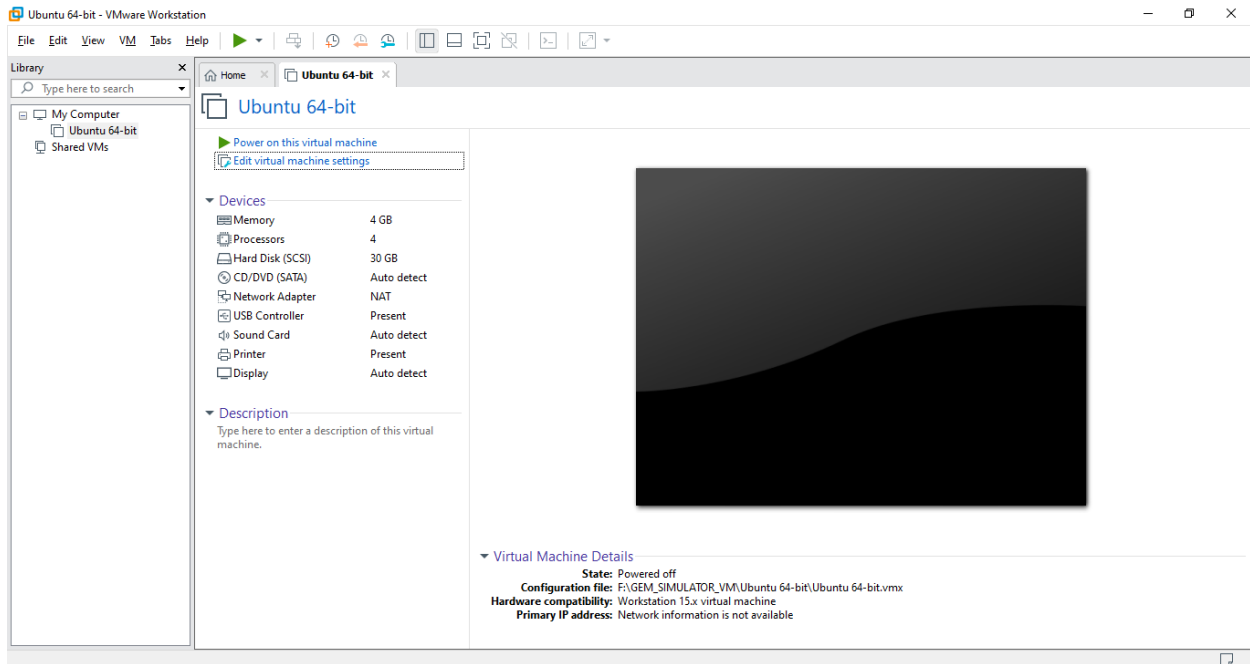 Ubuntu 64-bit - VMware Workstation
File Edit View VM Tabs Help
Library
Type here to search
My Computer
Ubuntu 64-bit
Shared VMs
Home
Ubuntu 64-bit
Ubuntu 64-bit
Power on this virtual machine
Edit virtual machine settings
Devices
Memory 4 GB
Processors 4
Hard Disk (SCSI) 30 GB
CD/DVD (SATA) Auto detect
Network Adapter NAT
USB Controller Present
Sound Card Auto detect
Printer Present
Display Auto detect
Description
Type here to enter a description of this virtual
machine.
Virtual Machine Details
State: Powered off
Configuration file: F:\GEM_SIMULATOR_VM\Ubuntu 64-bit\Ubuntu 64-bit.vmx
Hardware compatibility: Workstation 15.x virtual machine
Primary IP address: Network information is not available